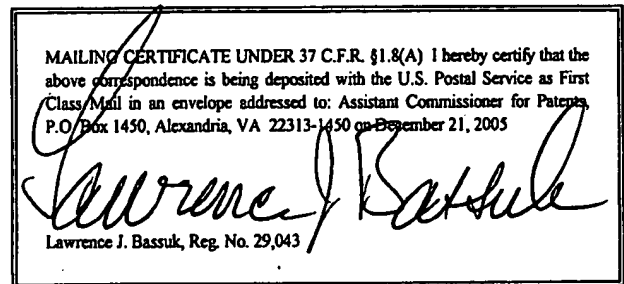 MAILING CERTIFICATE UNDER 37 C.F.R. §1.8(A) I hereby certify that the
above correspondence is being deposited with the U.S. Postal Service as First
Class Mail in an envelope addressed to: Assistant Commissioner for Patents,
P.O. Box 1450, Alexandria, VA 22313-1450 on December 21, 2005
Lawrence J Bassuk
Lawrence J. Bassuk, Reg. No. 29,043